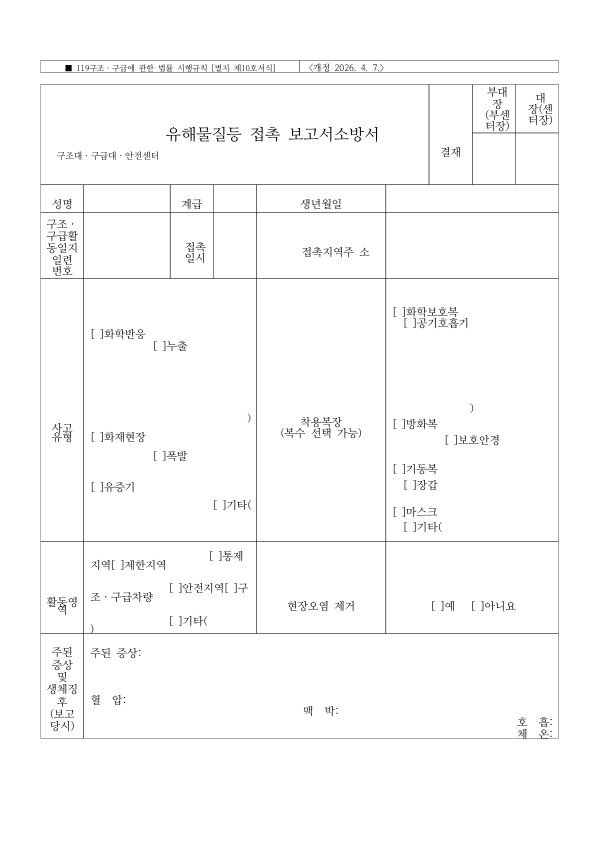 ■ 119구조ㆍ구급에 관한 법률 시행규칙 [별지 제10호서식] 〈개정 2026. 4. 7.〉
유해물질등 접촉 보고서소방서
구조대ㆍ구급대ㆍ안전센터
결재
부대
장
(부센
터장)
대
장(센
터장)
성명
계급
생년월일
구조ㆍ
구급활
동일지
일련
번호
접촉
일시
접촉지역주 소
사고
유형
[ ]화학반응
[ ]누출
)
[ ]화재현장
[ ]폭발
[ ]유증기
[ ]기타(
착용복장
(복수 선택 가능)
[ ]화학보호복
[ ]공기호흡기
)
[ ]방화복
[ ]보호안경
[ ]기동복
[ ]장갑
[ ]마스크
[ ]기타(
활동영
역
[ ]통제
지역[ ]제한지역
[ ]안전지역[ ]구
조ㆍ구급차량
[ ]기타(
)
현장오염 제거
[ ]예 [ ]아니요
주된
증상
및
생체징
후
(보고
당시)
주된 증상:
혈 압:
맥 박:
호 흡:
체 온: